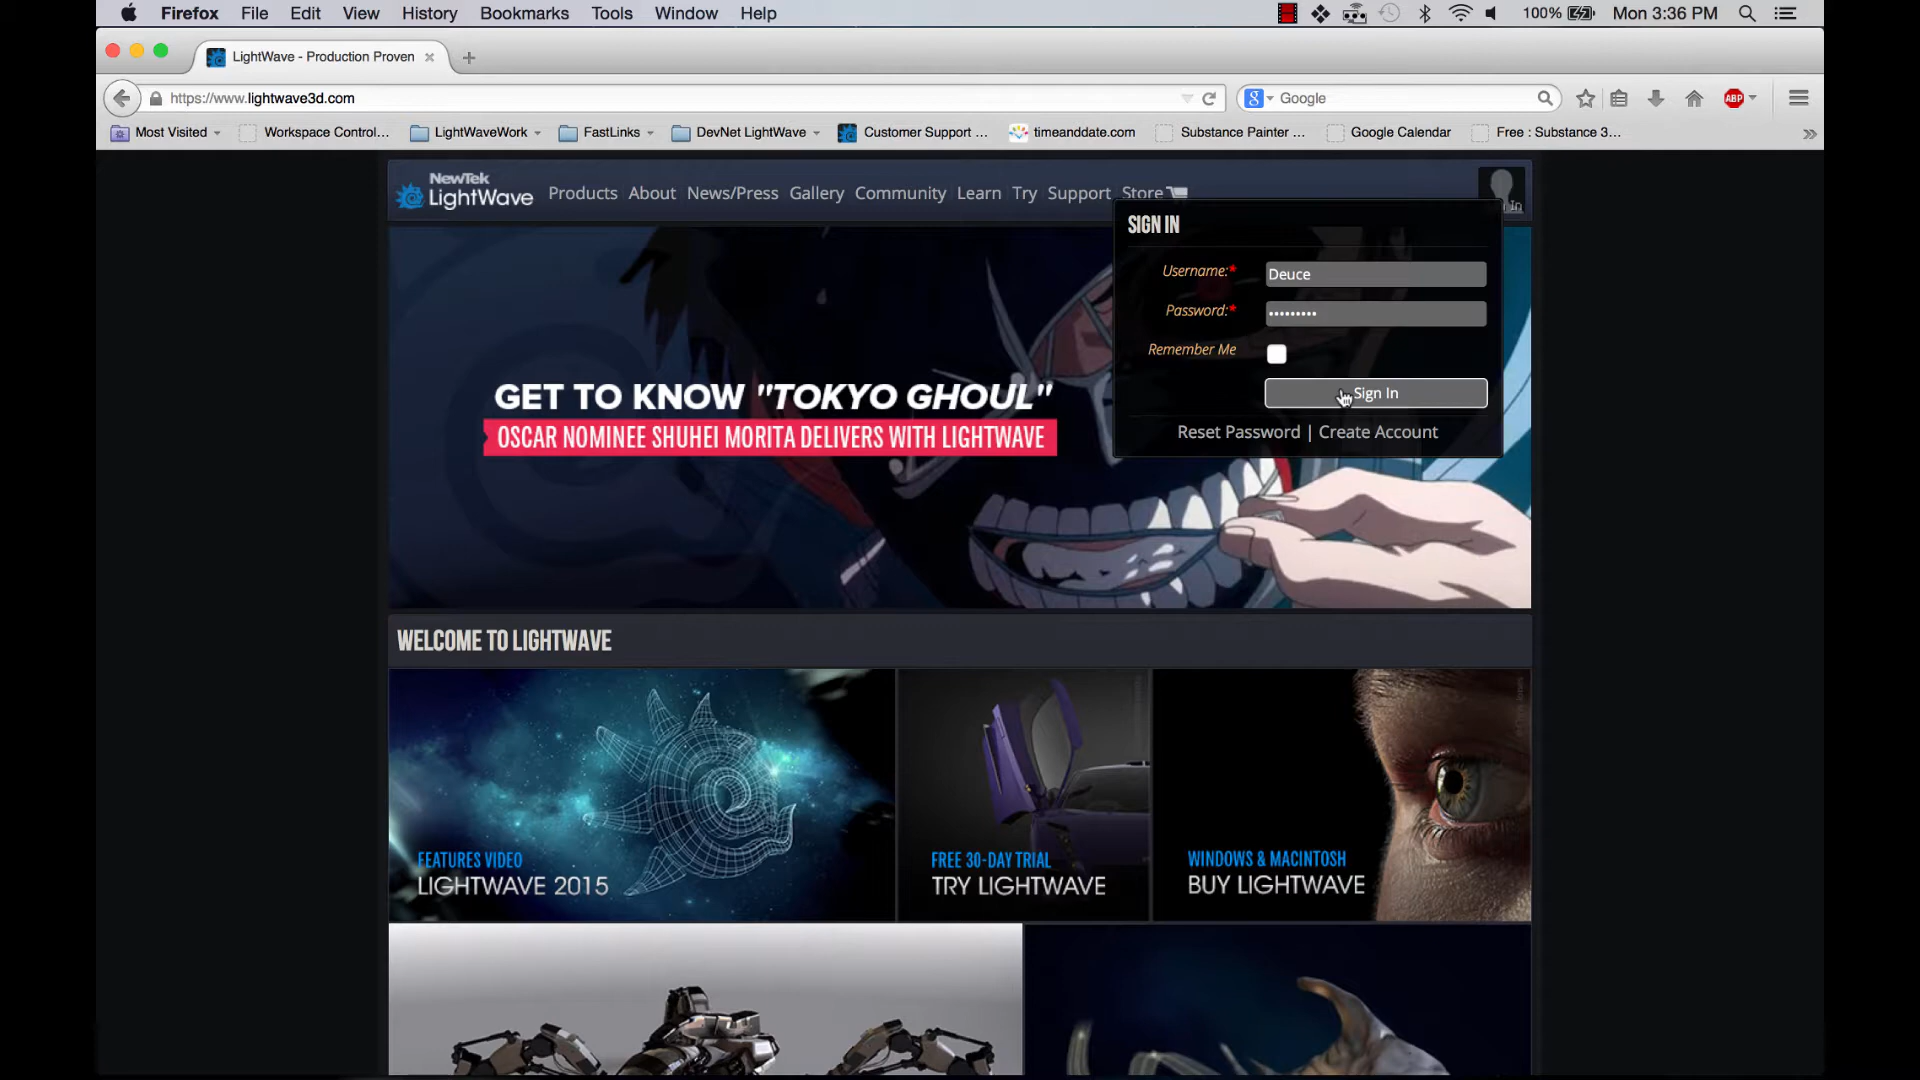 Firefox File Edit View History Bookmarks Tools Window Help 100% Mon 3:36 PM
LightWave - Production Proven
https://www.lightwave3d.com Google ABP
Most Visited Workspace Control... LightWaveWork FastLinks DevNet LightWave Customer Support ... timeanddate.com Substance Painter ... Google Calendar Free : Substance 3...
NewTek
LightWave Products About News/Press Gallery Community Learn Try Support Store In
SIGN IN
Username:* Deuce
Password:* •••••••••
Remember Me
Sign In
Reset Password | Create Account
GET TO KNOW "TOKYO GHOUL"
OSCAR NOMINEE SHUHEI MORITA DELIVERS WITH LIGHTWAVE
WELCOME TO LIGHTWAVE
FEATURES VIDEO
LIGHTWAVE 2015
FREE 30-DAY TRIAL
TRY LIGHTWAVE
WINDOWS & MACINTOSH
BUY LIGHTWAVE